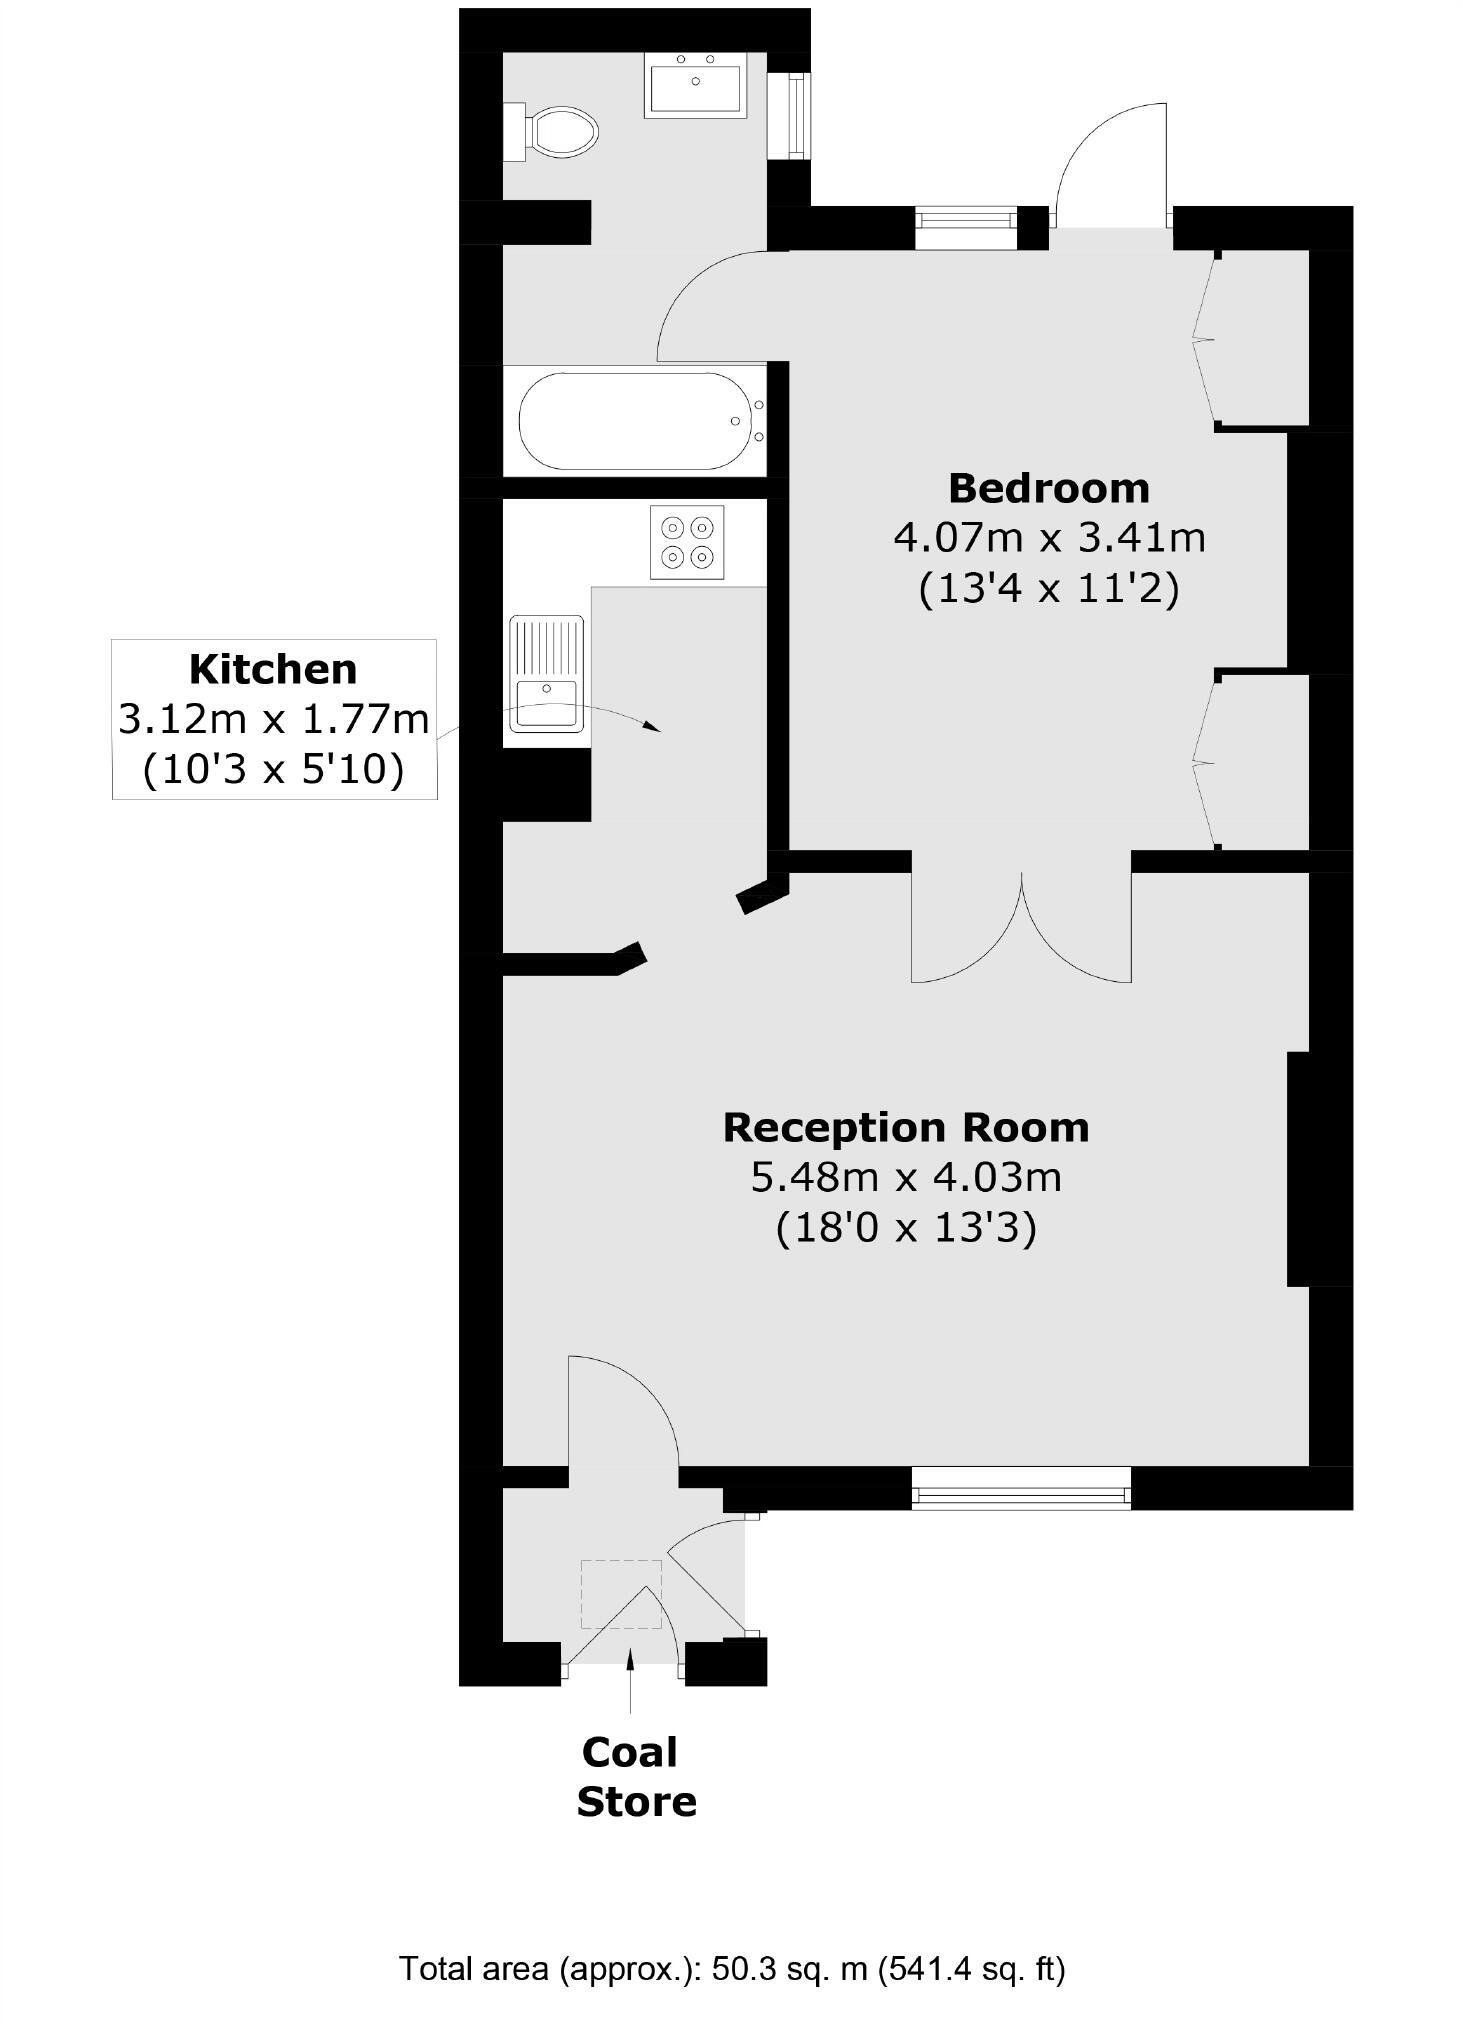 Bedroom
4.07m x 3.41m
(13'4 x 11'2)
Kitchen
3.12m x 1.77m
(10'3 x 5'10)
Reception Room
5.48m x 4.03m
(18'0 x 13'3)
Coal
Store
Total area (approx.): 50.3 sq. m (541.4 sq. ft)